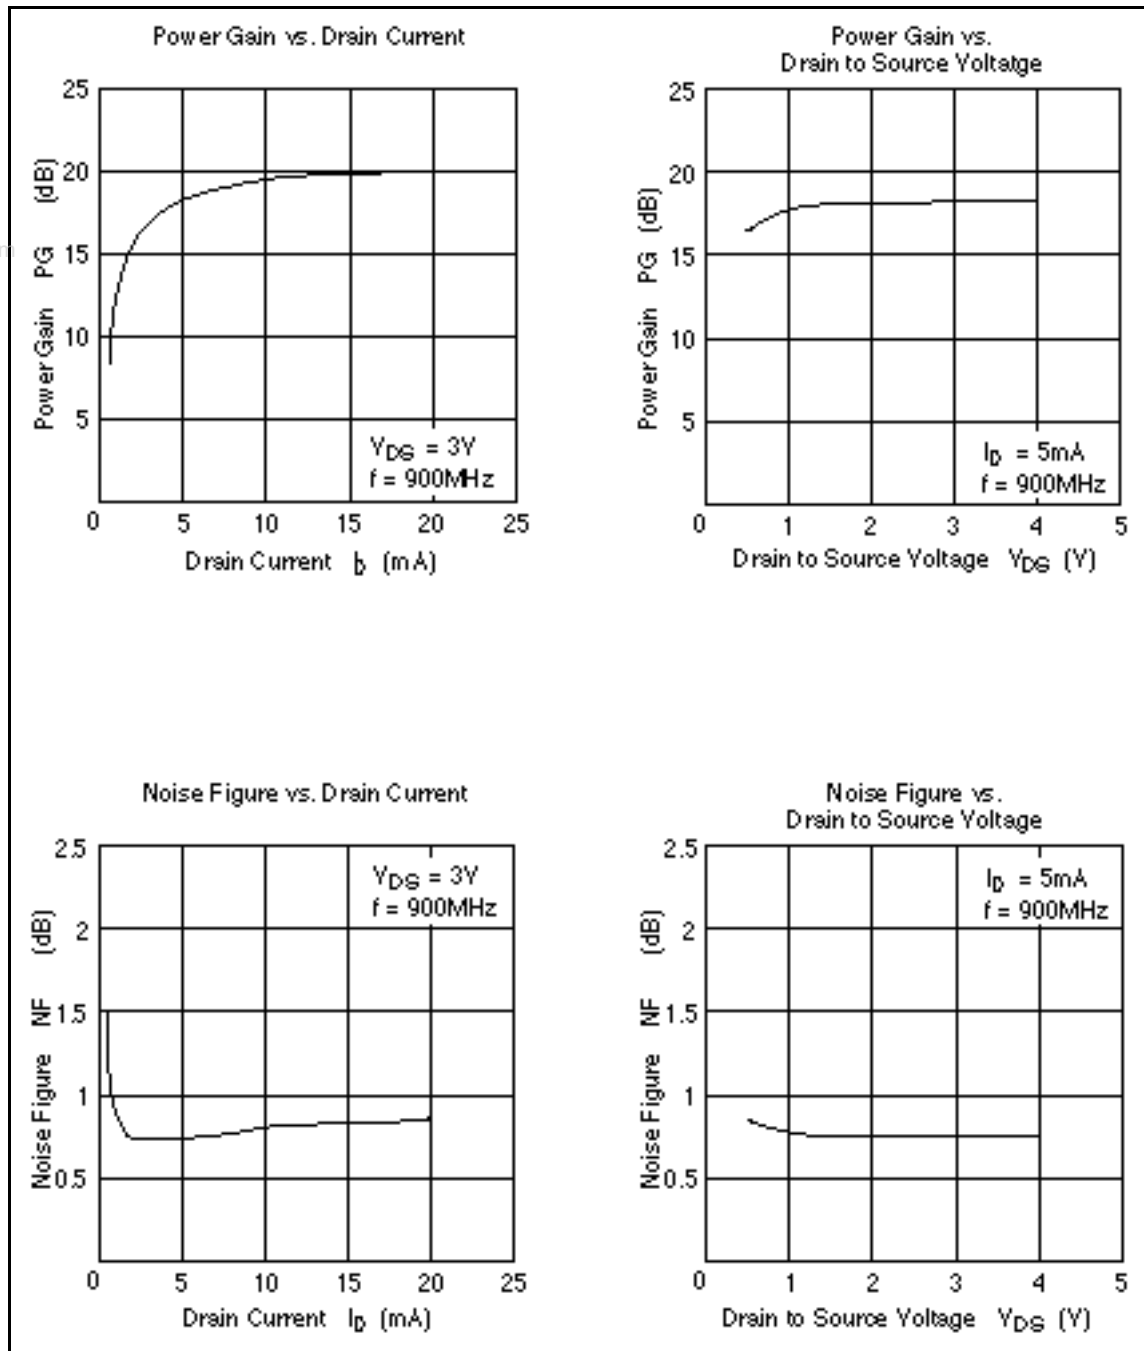 Power Gain vs. Drain Current
25
20
15
10
5
0
5
10
15
20
25
Power Gain PG (dB)
VDS = 3V
f = 900MHz
Drain Current ID (mA)
Power Gain vs.
Drain to Source Voltatge
25
20
15
10
5
0
1
2
3
4
5
Power Gain PG (dB)
ID = 5mA
f = 900MHz
Drain to Source Voltage VDS (V)
Noise Figure vs. Drain Current
2.5
2
1.5
1
0.5
0
5
10
15
20
25
Noise Figure NF (dB)
VDS = 3V
f = 900MHz
Drain Current ID (mA)
Noise Figure vs.
Drain to Source Voltage
2.5
2
1.5
1
0.5
0
1
2
3
4
5
Noise Figure NF (dB)
ID = 5mA
f = 900MHz
Drain to Source Voltage VDS (V)